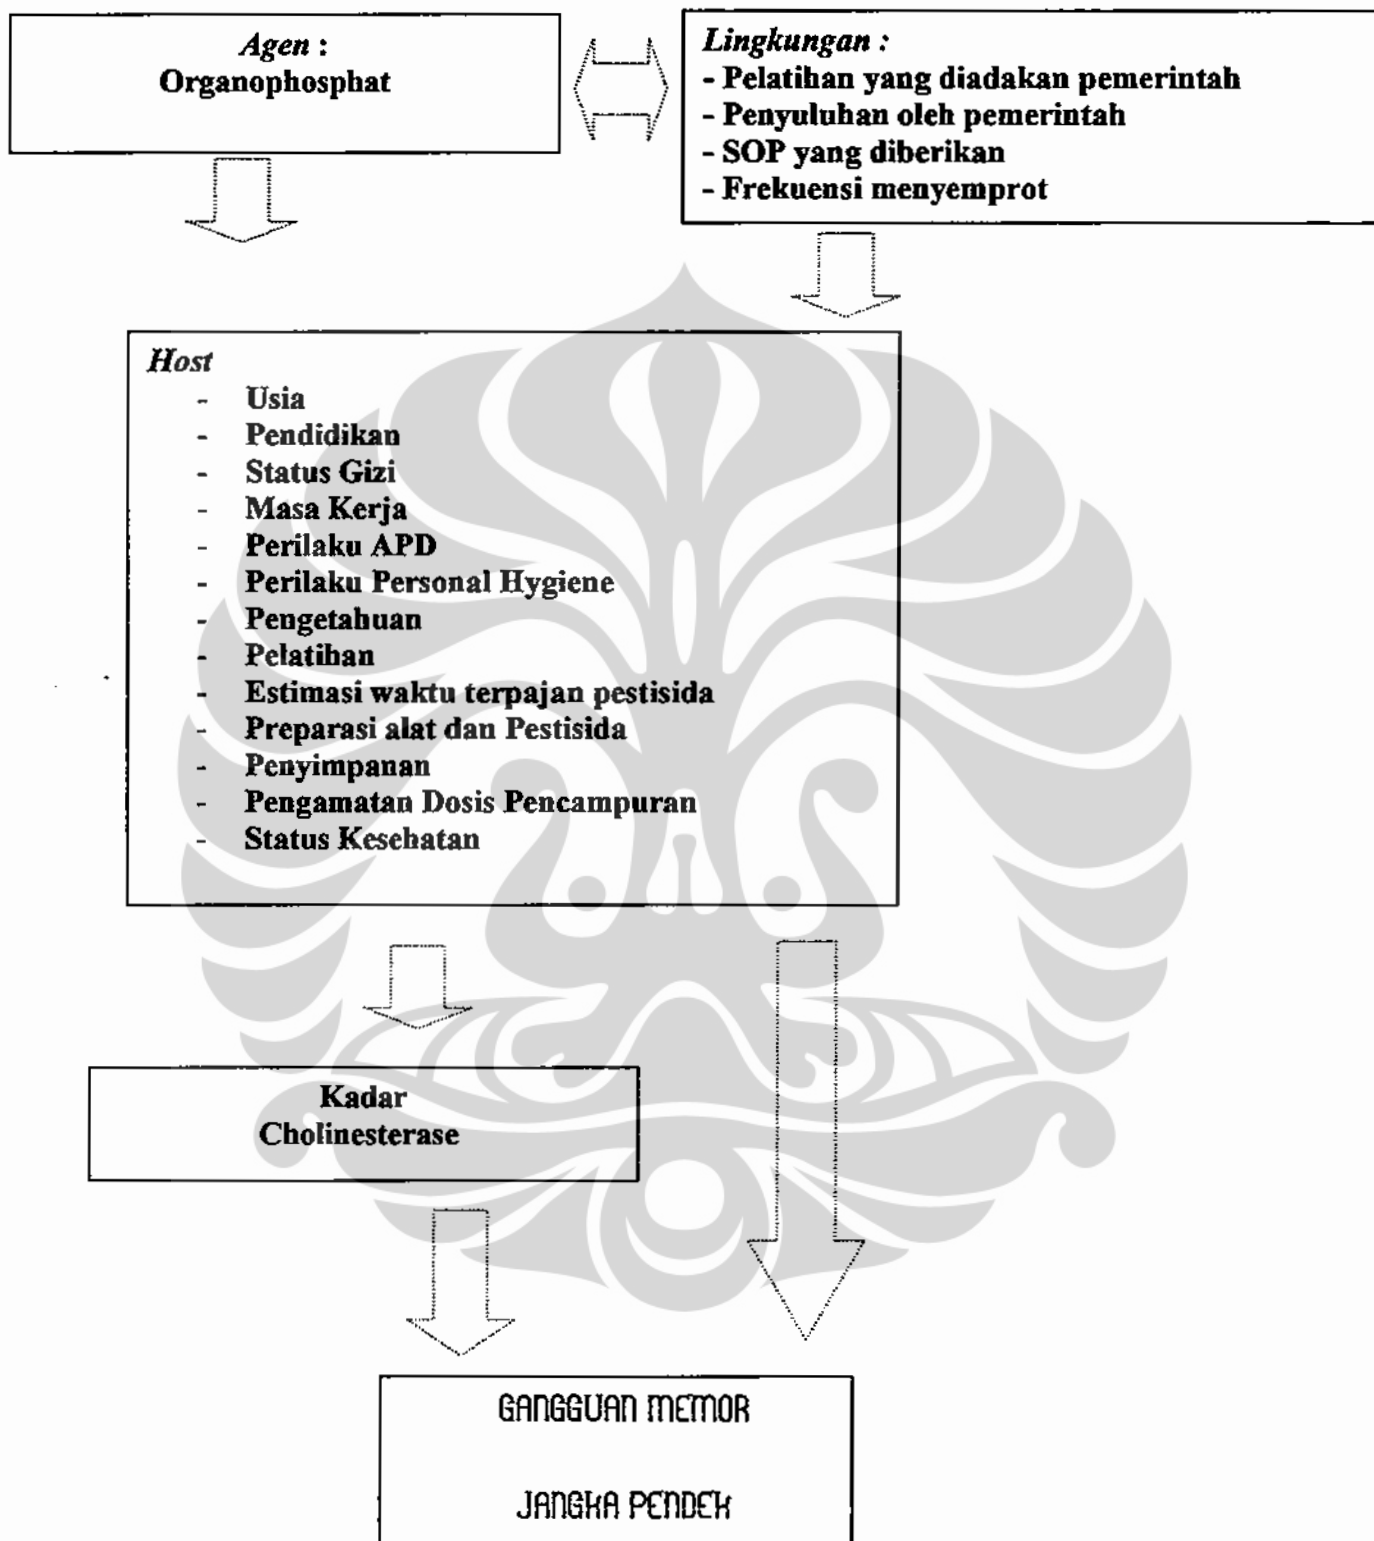 Agen :
Organophosphat
Lingkungan :
- Pelatihan yang diadakan pemerintah
- Penyuluhan oleh pemerintah
- SOP yang diberikan
- Frekuensi menyemprot
Host
- Usia
- Pendidikan
- Status Gizi
- Masa Kerja
- Perilaku APD
- Perilaku Personal Hygiene
- Pengetahuan
- Pelatihan
- Estimasi waktu terpajan pestisida
- Preparasi alat dan Pestisida
- Penyimpanan
- Pengamatan Dosis Pencampuran
- Status Kesehatan
Kadar
Cholinesterase
GANGGUAN MEMOR
JANGKA PENDEK